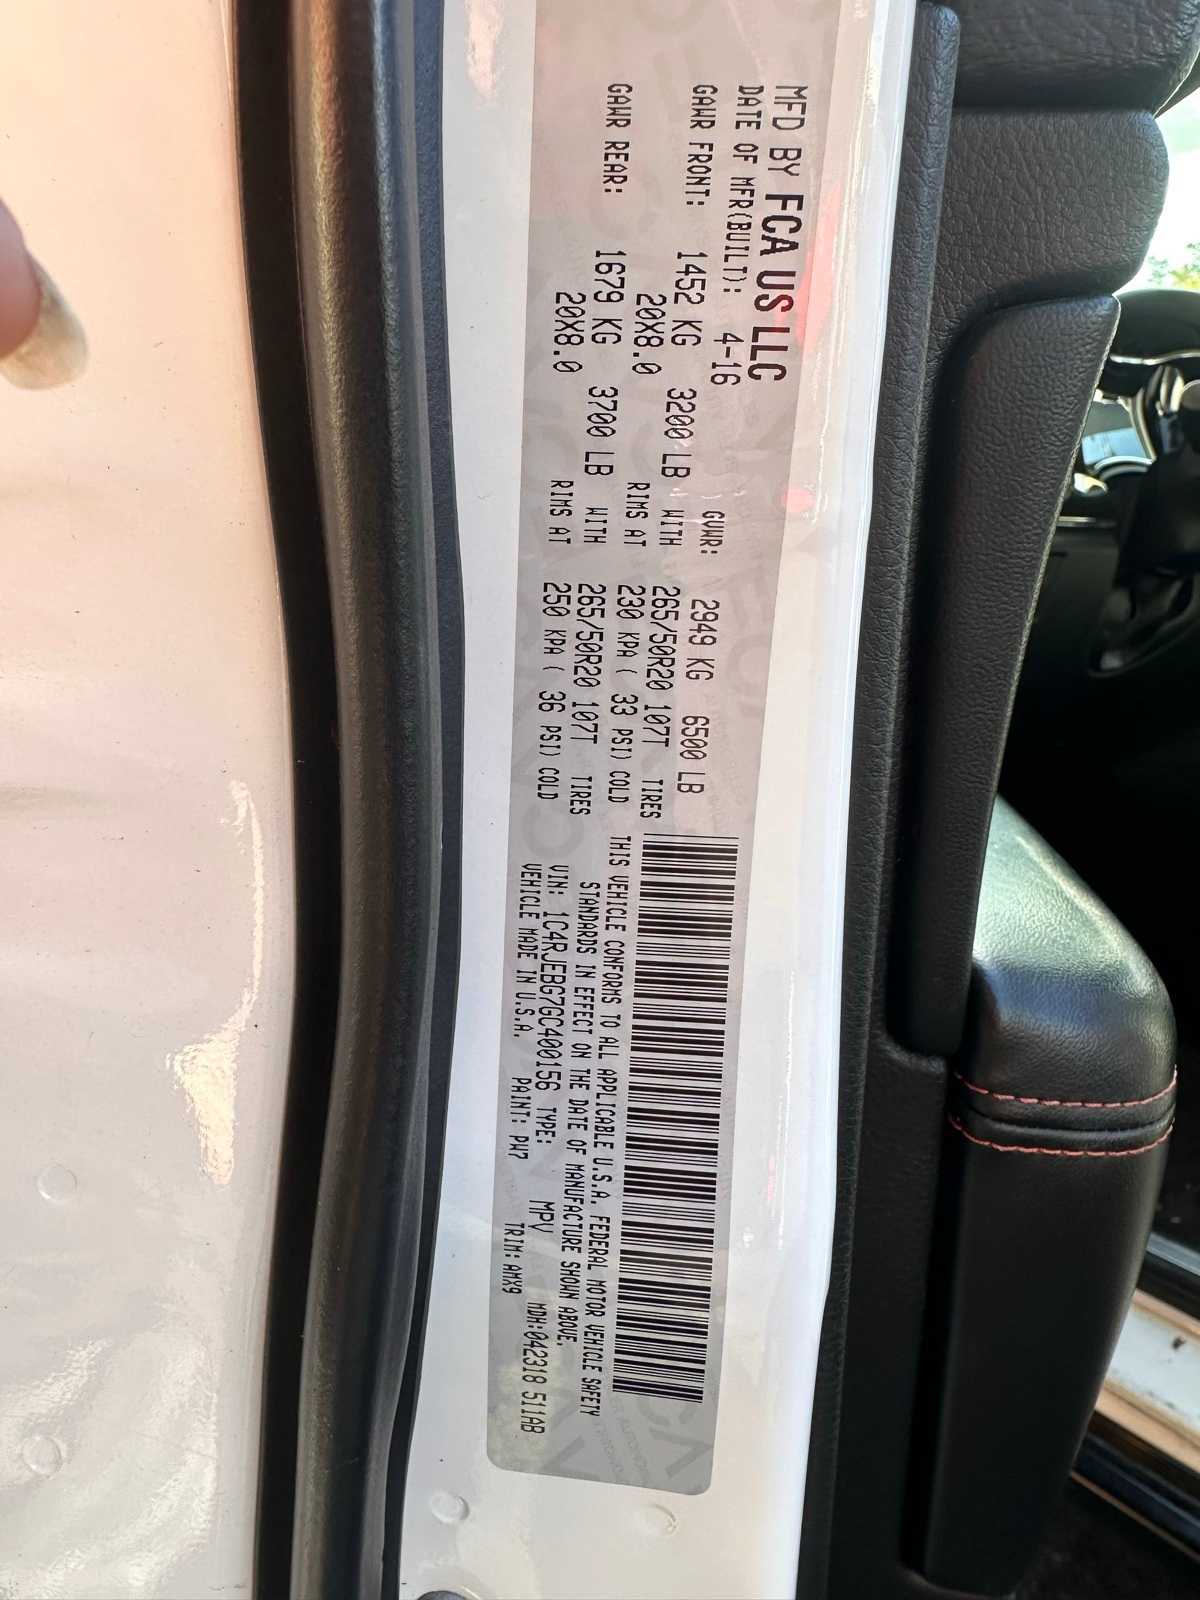 MFD BY FCA US LLC
DATE OF MFR(BUILT): 4-16 GVWR: 2949 KG 6500 LB
GAWR FRONT: 1452 KG 3200 LB WITH 265/50R20 107T TIRES
20X8.0 RIMS AT 230 KPA ( 33 PSI) COLD
GAWR REAR: 1679 KG 3700 LB WITH 265/50R20 107T TIRES
20X8.0 RIMS AT 250 KPA ( 36 PSI) COLD
THIS VEHICLE CONFORMS TO ALL APPLICABLE U.S.A. FEDERAL MOTOR VEHICLE SAFETY
STANDARDS IN EFFECT ON THE DATE OF MANUFACTURE SHOWN ABOVE.
VIN: 1C4RJEBG7GC400156 TYPE: MPV MDH:042318 511AB
VEHICLE MADE IN U.S.A. PAINT: PW7 TRIM: AMX9